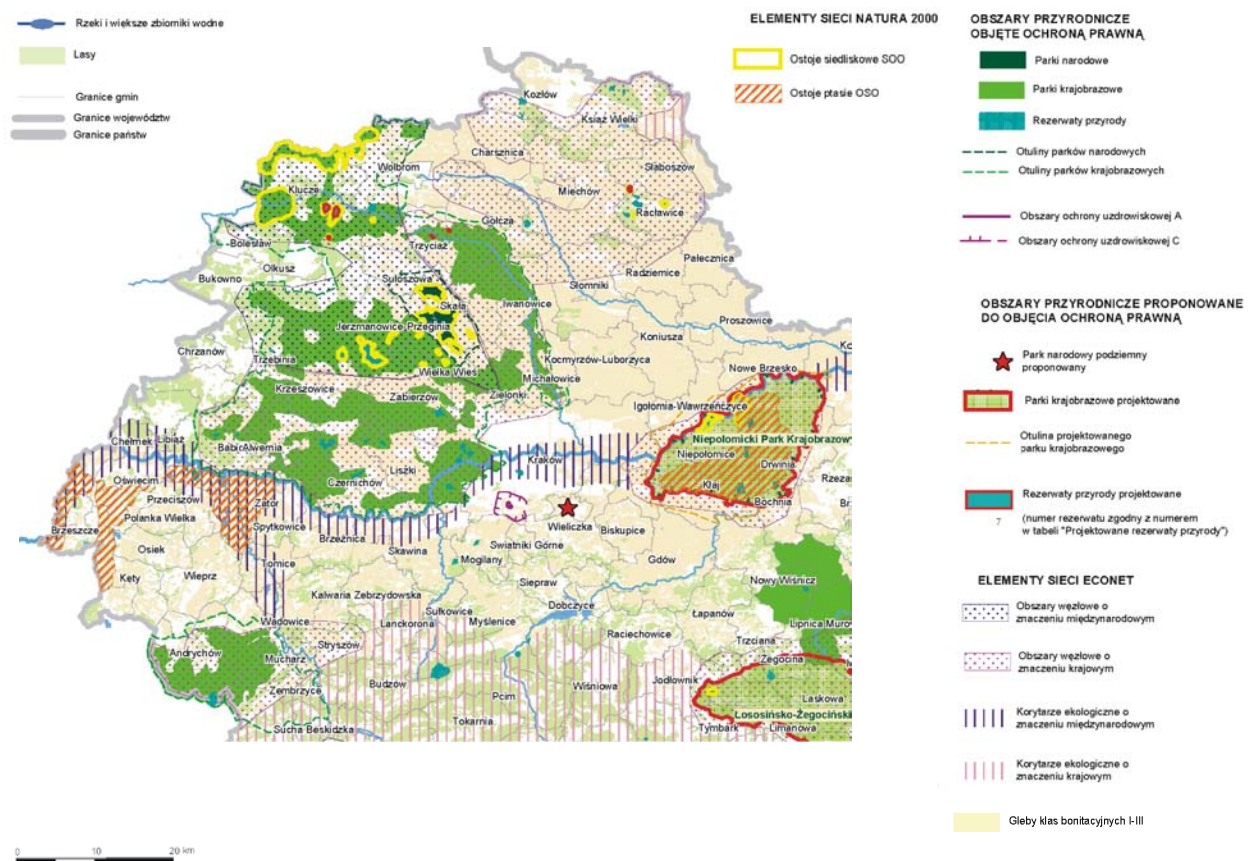 Rzeki i większe zbiorniki wodne
Lasy
Granice gmin
Granice województw
Granice państw
ELEMENTY SIECI NATURA 2000
Ostoje siedliskowe SOO
Ostoje ptasie OSO
OBSZARY PRZYRODNICZE
OBJĘTE OCHRONĄ PRAWNĄ
Parki narodowe
Parki krajobrazowe
Rezerwaty przyrody
Otuliny parków narodowych
Otuliny parków krajobrazowych
Obszary ochrony uzdrowiskowej A
Obszary ochrony uzdrowiskowej C
OBSZARY PRZYRODNICZE PROPONOWANE
DO OBJĘCIA OCHRONĄ PRAWNĄ
Park narodowy podziemny
proponowany
Parki krajobrazowe projektowane
Otulina projektowanego
parku krajobrazowego
Rezerwaty przyrody projektowane
7 (numer rezerwatu zgodny z numerem
w tabeli "Projektowane rezerwaty przyrody")
ELEMENTY SIECI ECONET
Obszary węzłowe o
znaczeniu międzynarodowym
Obszary węzłowe o
znaczeniu krajowym
Korytarze ekologiczne o
znaczeniu międzynarodowym
Korytarze ekologiczne o
znaczeniu krajowym
Gleby klas bonitacyjnych I-III
Kozłów
Książ Wielki
Charsznica
Słaboszów
Wolbrom
Miechów
Klucze
Racławice
Gołcza
Bolesław
Trzyciąż
Pałecznica
Olkusz
Radziemice
Bukowno
Sułoszowa
Słomniki
Skała
Iwanowice
Proszowice
Jerzmanowice-Przeginia
Koniusza
Chrzanów
Trzebinia
Kocmyrzów-Luborzyca
Ko
Wielka Wieś
Michałowice
Nowe Brzesko
Krzeszowice
Zabierzów
Zielonki
Igołomia-Wawrzeńczyce
Chełmek
Libiąż
Babice
Alwernia
Niepołomicki Park Krajobrazowy
Niepołomice
Kraków
Liszki
Drwinia
Oświęcim
Czernichów
Kłaj
Rzeza
Przeciszów
Zator
Bochnia
Br
Polanka Wielka
Spytkowice
Wieliczka
Brzeszcze
Brzeźnica
Biskupice
Skawina
Swiatniki Górne
Osiek
Tomice
Mogilany
Gdów
Kęty
Wieprz
Siepraw
Nowy Wiśnicz
Kalwaria Zebrzydowska
Sułkowice
Dobczyce
Łapanów
Wadowice
Lanckorona
Myślenice
Lipnica Murow
Raciechowice
Stryszów
Trzciana
Andrychów
Mucharz
Żegocina
Budzów
Wiśniowa
Jodłownik
Zembrzyce
Pcim
Laskowa
Tokarnia
Łososińsko-Żegociński
Sucha Beskidzka
Tymbark
Limanowa
0 10 20 km